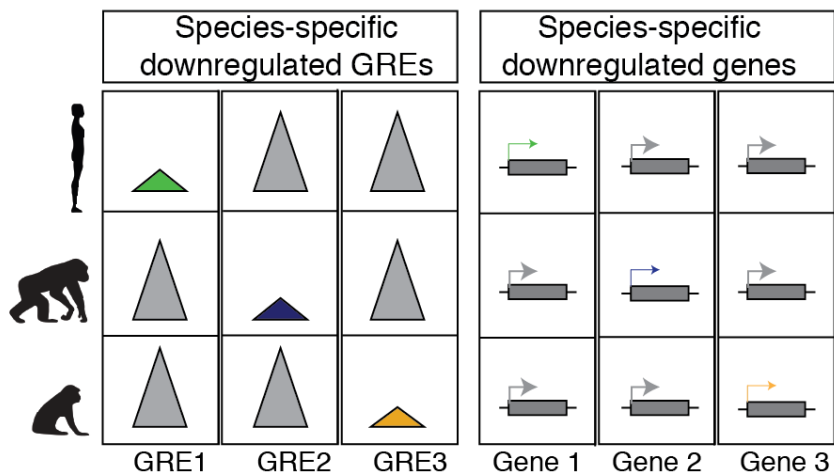 Species-specific
downregulated GREs
Species-specific
downregulated genes
GRE1 GRE2 GRE3
Gene 1 Gene 2 Gene 3